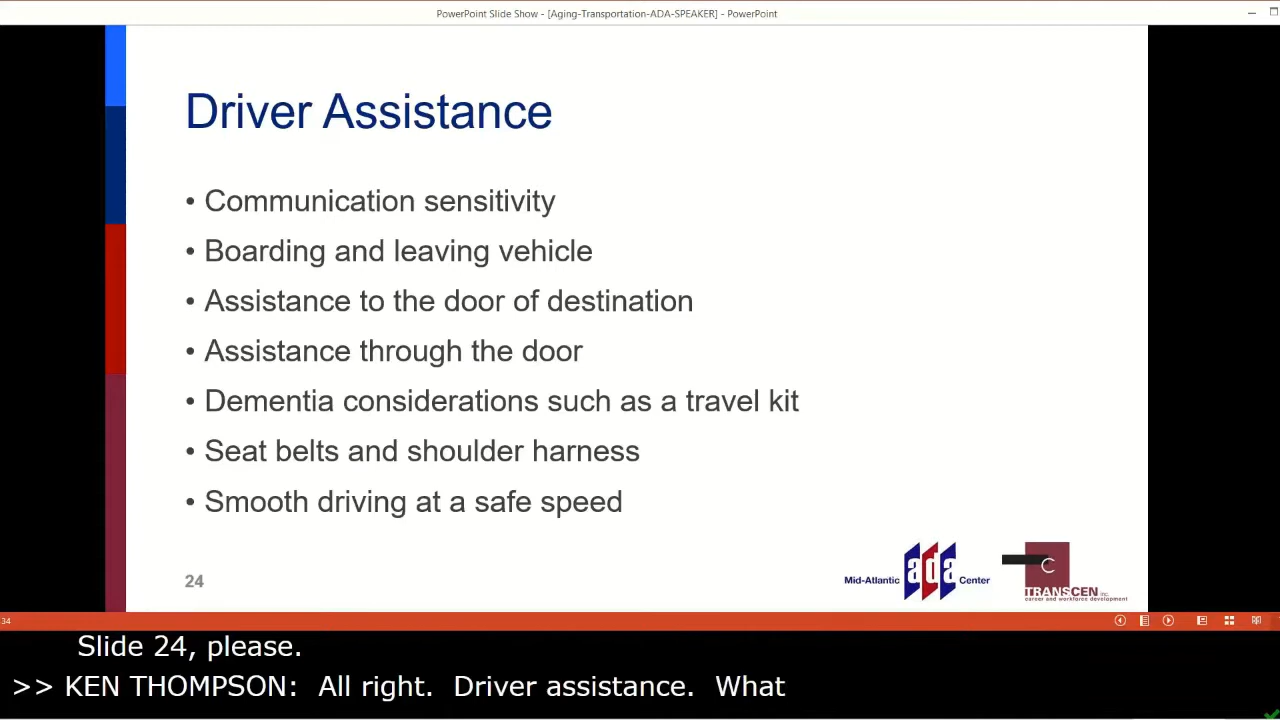 PowerPoint Slide Show - [Aging-Transportation-ADA-SPEAKER] - PowerPoint
Driver Assistance
• Communication sensitivity
• Boarding and leaving vehicle
• Assistance to the door of destination
• Assistance through the door
• Dementia considerations such as a travel kit
• Seat belts and shoulder harness
• Smooth driving at a safe speed
24
Mid-Atlantic ada Center
C
TRANSCEN inc.
career and workforce development
34
Slide 24, please.
>> KEN THOMPSON: All right. Driver assistance. What